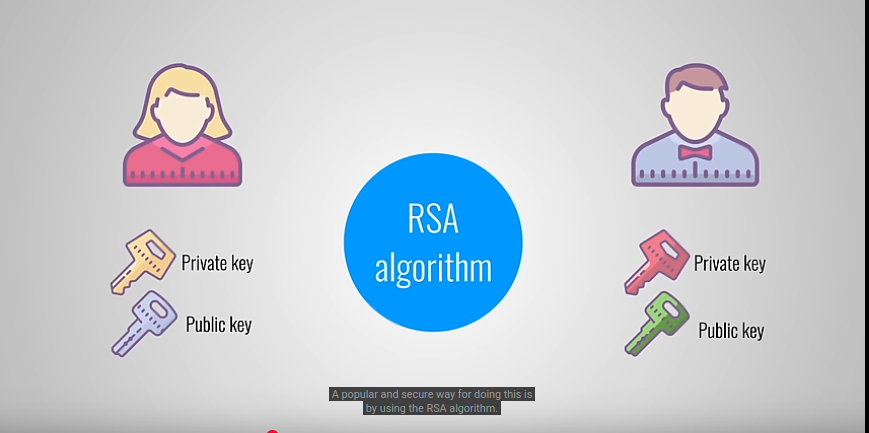 RSA
algorithm
Private key
Public key
Private key
Public key
A popular and secure way for doing this is
by using the RSA algorithm.